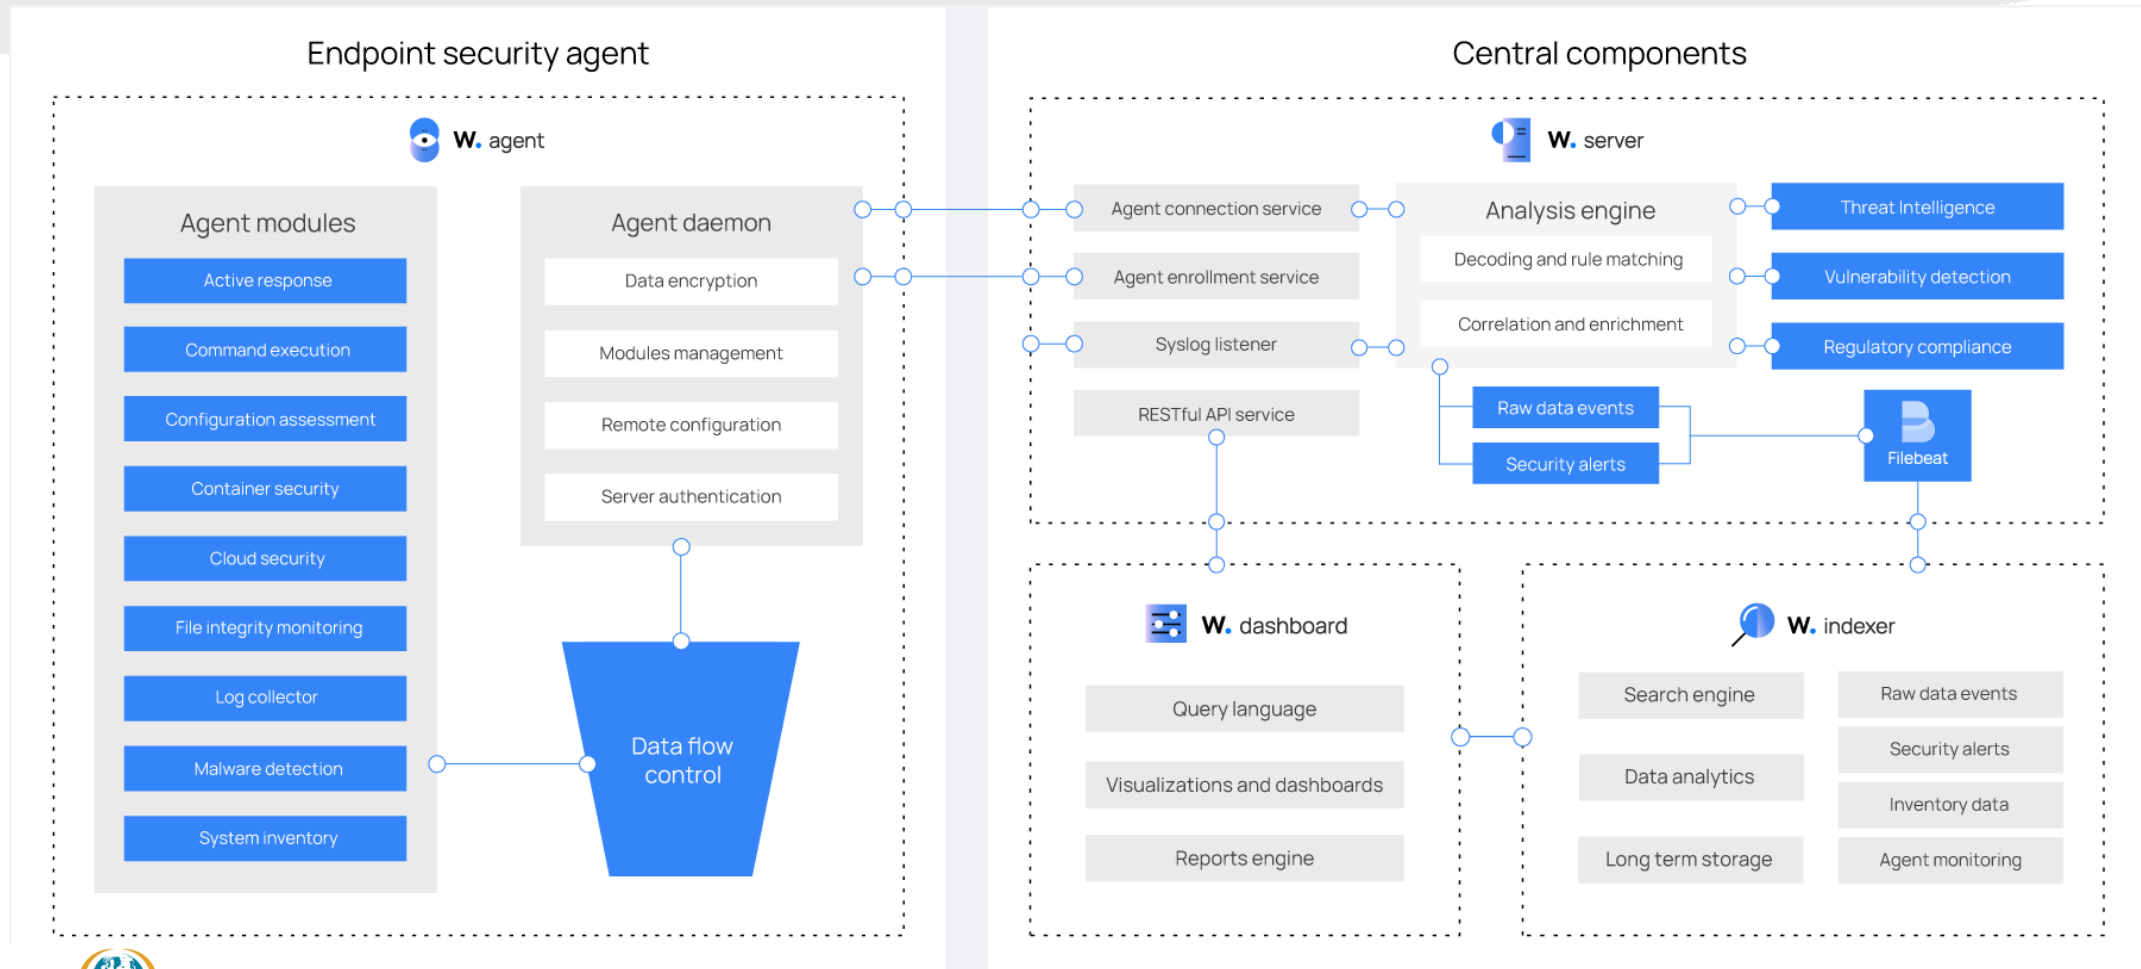 Endpoint security agent
W. agent
Agent modules
Active response
Command execution
Configuration assessment
Container security
Cloud security
File integrity monitoring
Log collector
Malware detection
System inventory
Agent daemon
Data encryption
Modules management
Remote configuration
Server authentication
Data flow
control
Central components
W. server
Agent connection service
Agent enrollment service
Syslog listener
RESTful API service
Analysis engine
Decoding and rule matching
Correlation and enrichment
Threat Intelligence
Vulnerability detection
Regulatory compliance
Raw data events
Security alerts
Filebeat
W. dashboard
Query language
Visualizations and dashboards
Reports engine
W. indexer
Search engine
Data analytics
Long term storage
Raw data events
Security alerts
Inventory data
Agent monitoring